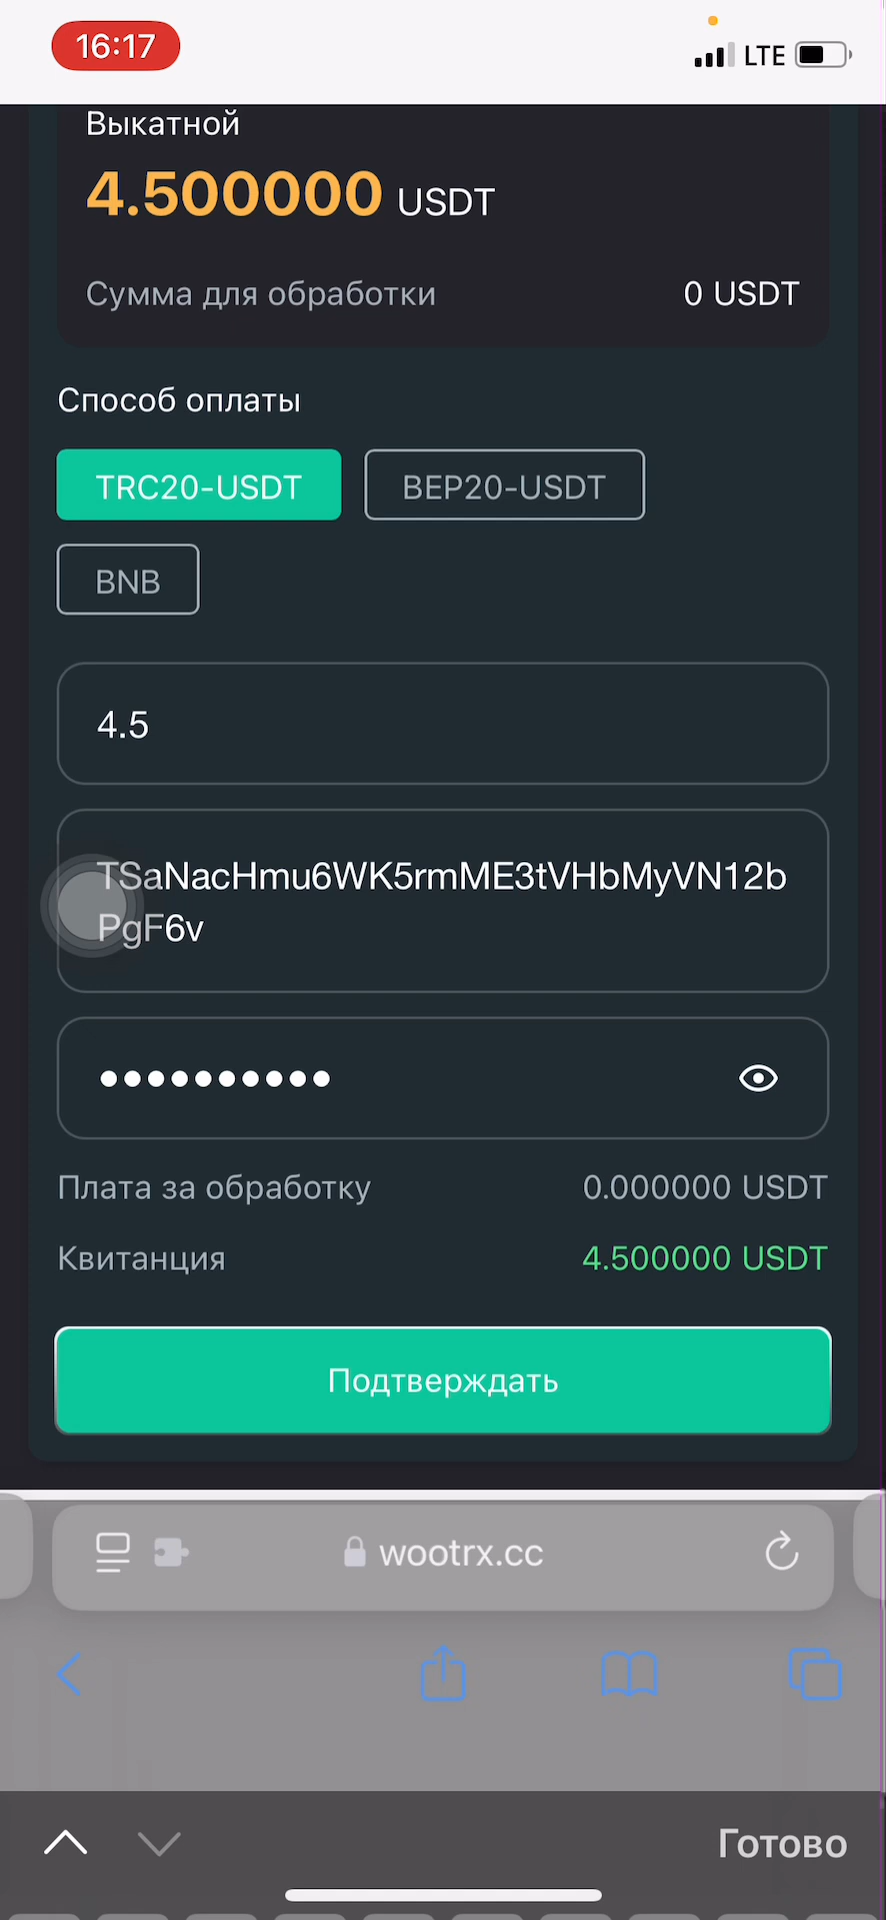 16:17
LTE
Выкатной
4.500000 USDT
Сумма для обработки 0 USDT
Способ оплаты
TRC20-USDT BEP20-USDT
BNB
4.5
TSaNacHmu6WK5rmME3tVHbMyVN12b
PgF6v
Плата за обработку 0.000000 USDT
Квитанция 4.500000 USDT
Подтверждать
wootrx.cc
Готово